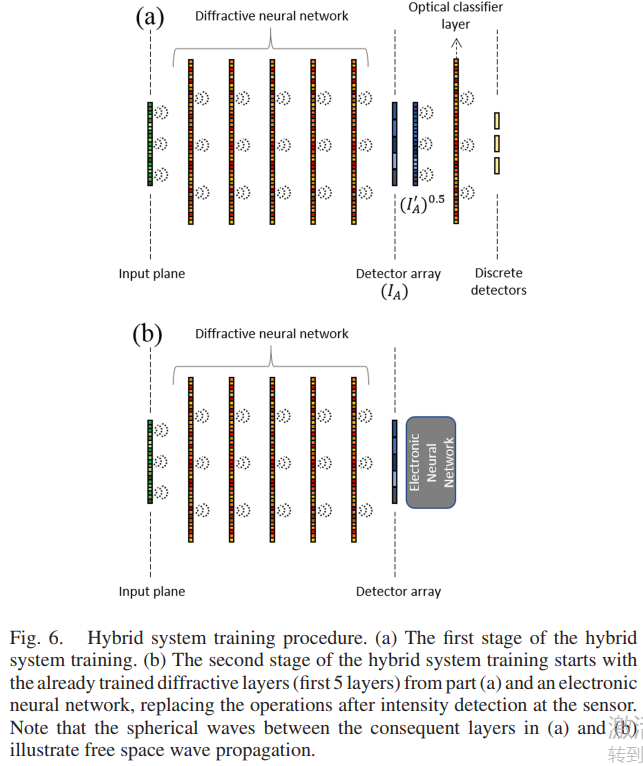 (a)
Diffractive neural network
Optical classifier
layer
(I′_A)^0.5
Input plane
Detector array
(I_A)
Discrete
detectors
(b)
Diffractive neural network
Electronic
Neural
Network
Input plane
Detector array
Fig. 6. Hybrid system training procedure. (a) The first stage of the hybrid
system training. (b) The second stage of the hybrid system training starts with
the already trained diffractive layers (first 5 layers) from part (a) and an electronic
neural network, replacing the operations after intensity detection at the sensor.
Note that the spherical waves between the consequent layers in (a) and (b)
illustrate free space wave propagation.
转到